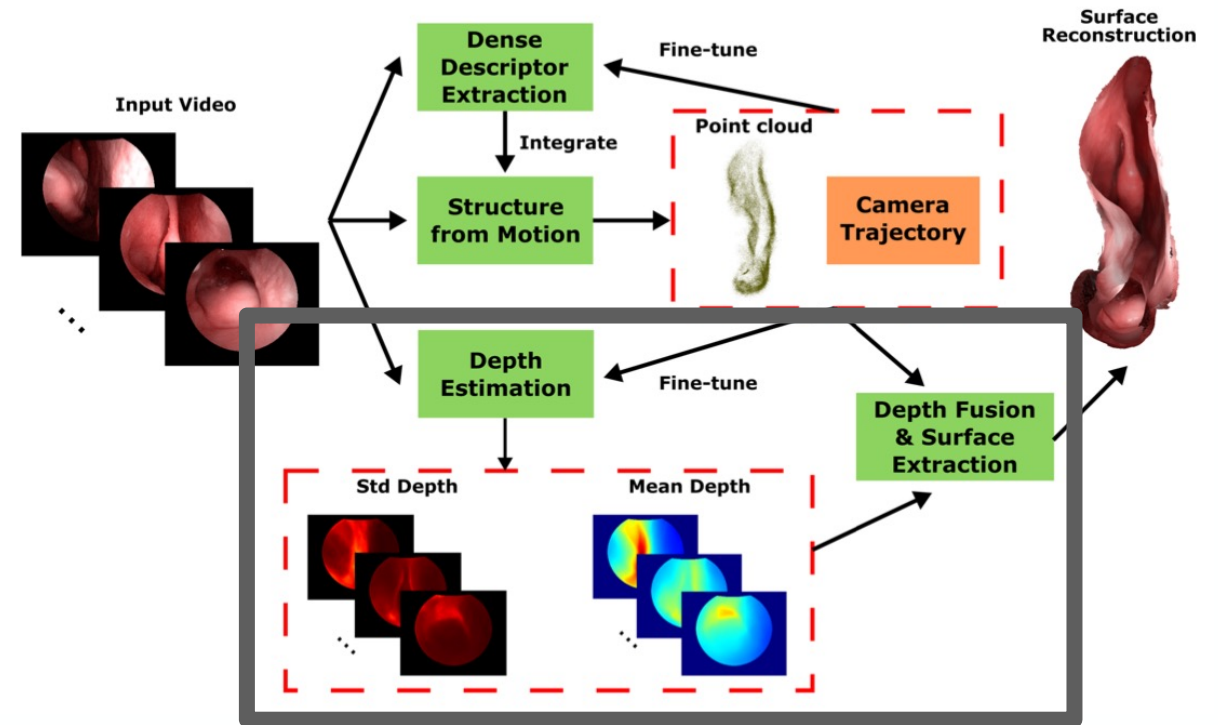 Surface
Reconstruction
Dense
Descriptor
Extraction
Fine-tune
Input Video
Point cloud
Integrate
Structure
from Motion
Camera
Trajectory
Depth
Estimation
Fine-tune
Depth Fusion
& Surface
Extraction
Std Depth
Mean Depth